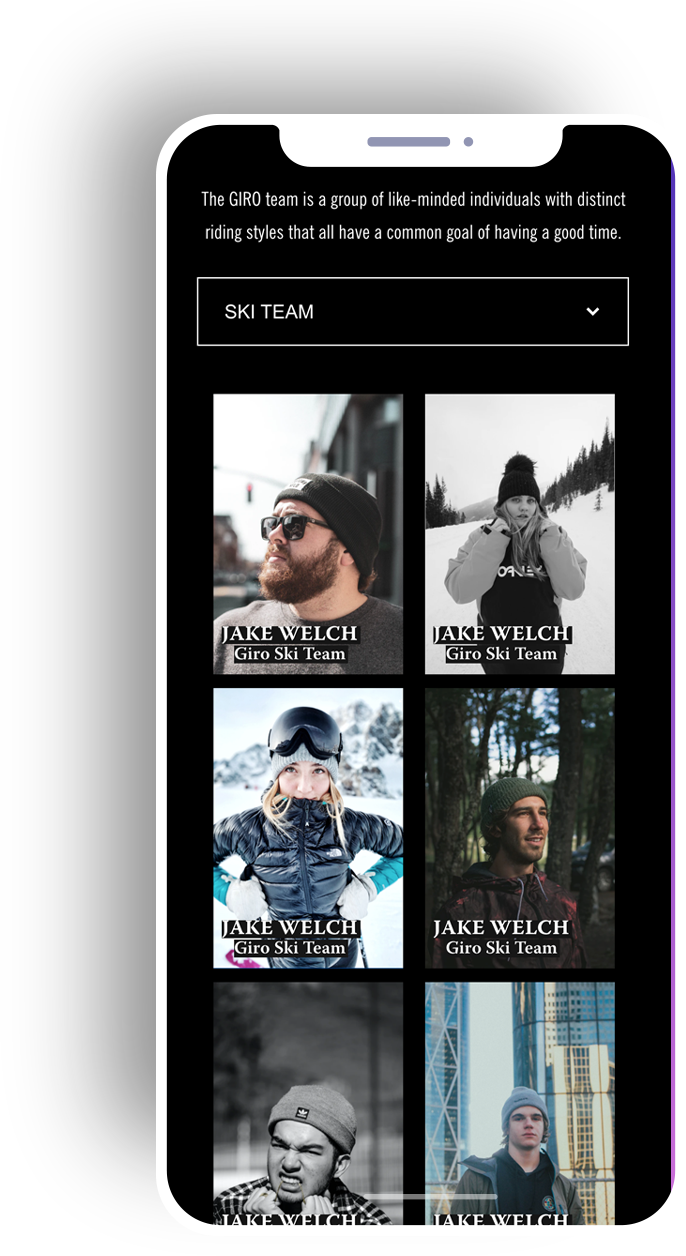 The GIRO team is a group of like-minded individuals with distinct
riding styles that all have a common goal of having a good time.
SKI TEAM
JAKE WELCH
Giro Ski Team
JAKE WELCH
Giro Ski Team
JAKE WELCH
Giro Ski Team
JAKE WELCH
Giro Ski Team
JAKE WELCH
JAKE WELCH